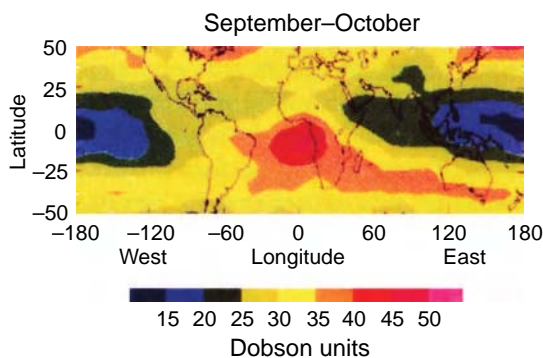 September–October
50
25
0
–25
–50
Latitude
–180 –120 –60 0 60 120 180
West Longitude East
15 20 25 30 35 40 45 50
Dobson units